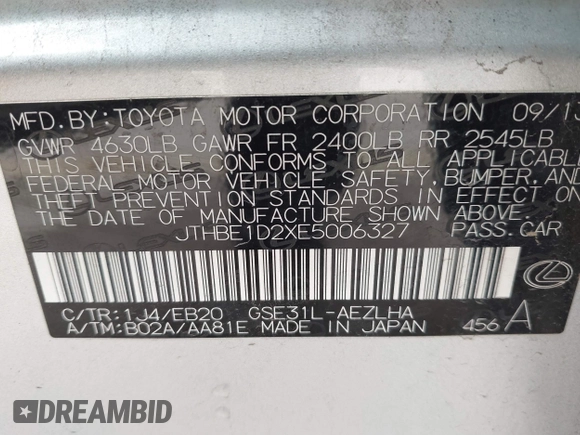 MFD.BY:TOYOTA MOTOR CORPORATION 09/13
GVWR 4630LB GAWR FR 2400LB RR 2545LB
THIS VEHICLE CONFORMS TO ALL APPLICABLE
FEDERAL MOTOR VEHICLE SAFETY, BUMPER, AND
THEFT PREVENTION STANDARDS IN EFFECT ON
THE DATE OF MANUFACTURE SHOWN ABOVE.
JTHBE1D2XE5006327 PASS.CAR
C/TR:1J4/EB20 GSE31L-AEZLHA
A/TM:B02A/AA81E MADE IN JAPAN 456 A
DREAMBID